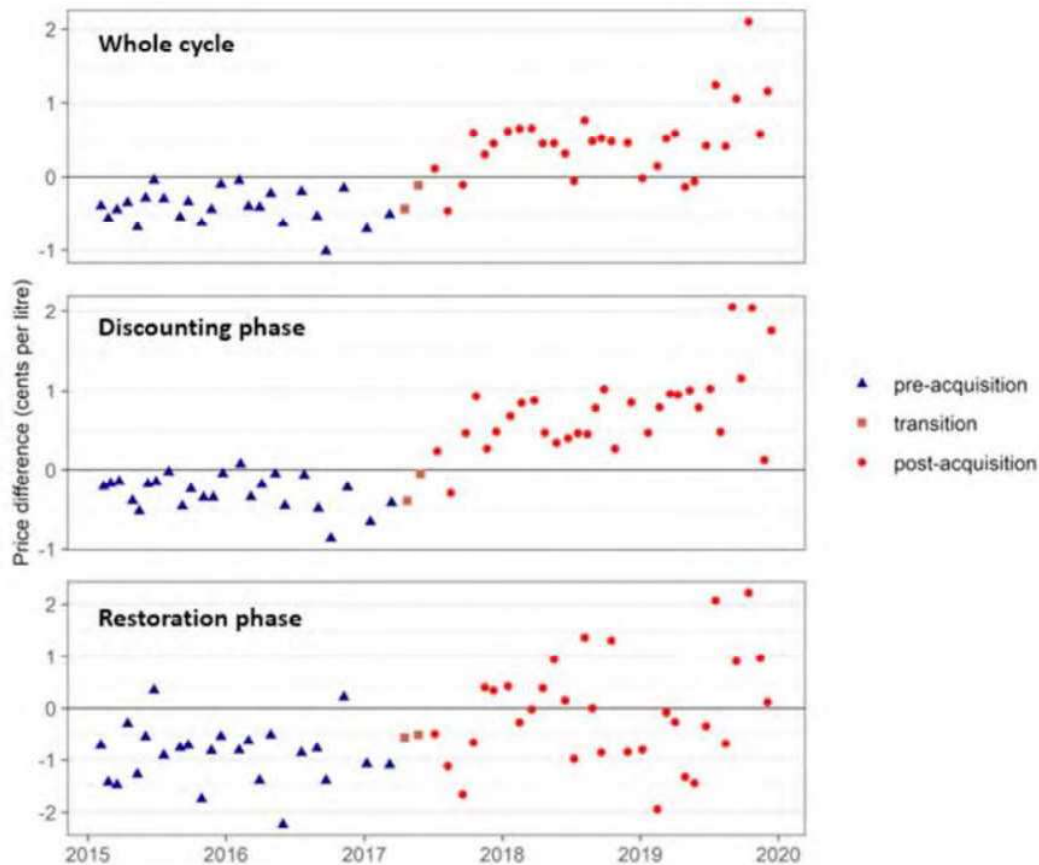 Whole cycle
2
1
0
-1
Discounting phase
2
1
0
-1
Restoration phase
2
1
0
-1
-2
Price difference (cents per litre)
2015 2016 2017 2018 2019 2020
pre-acquisition
transition
post-acquisition